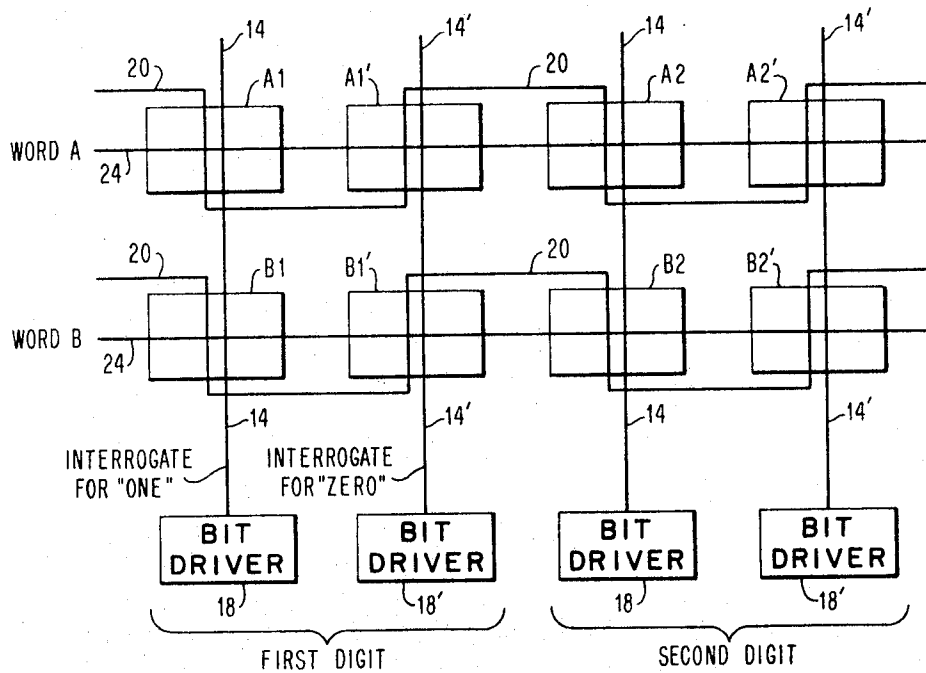 14
14'
14
14'
20
A1
A1'
20
A2
A2'
WORD A
24
20
B1
B1'
20
B2
B2'
WORD B
24
14
14'
14
14'
INTERROGATE
FOR "ONE"
INTERROGATE
FOR "ZERO"
BIT
DRIVER
BIT
DRIVER
BIT
DRIVER
BIT
DRIVER
18
18'
18
18'
FIRST DIGIT
SECOND DIGIT